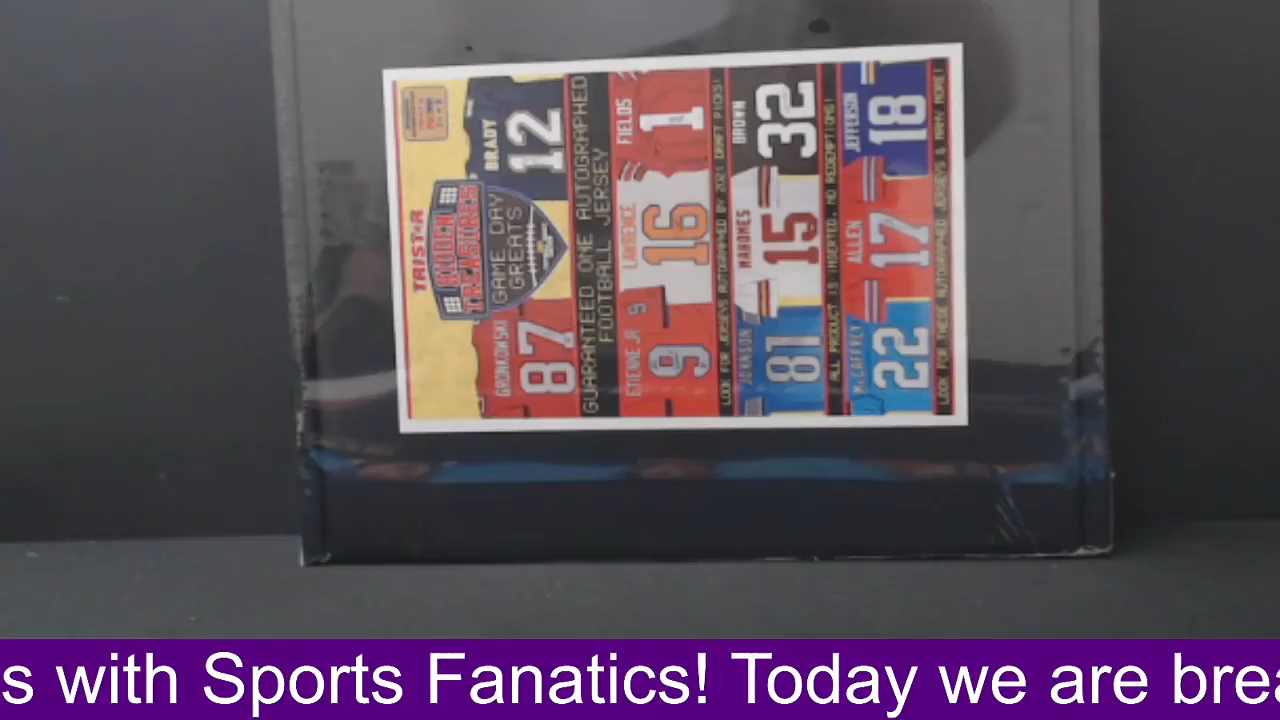 TRISTAR
HIDDEN
TREASURES
GAME DAY
GREATS
GRONKOWSKI
87
BRADY
12
GUARANTEED ONE AUTOGRAPHED
FOOTBALL JERSEY
ETIENNE JR 9
9
LAWRENCE
16
FIELDS
1
LOOK FOR JERSEYS AUTOGRAPHED BY 2021 DRAFT PICKS!
JOHNSON
81
MAHOMES
15
BROWN
32
ALL PRODUCT IS INSERTED, NO REDEMPTIONS!
McCAFFREY
22
ALLEN
17
JEFFERSON
18
LOOK FOR THESE AUTOGRAPHED JERSEYS & MANY MORE!
s with Sports Fanatics! Today we are brea